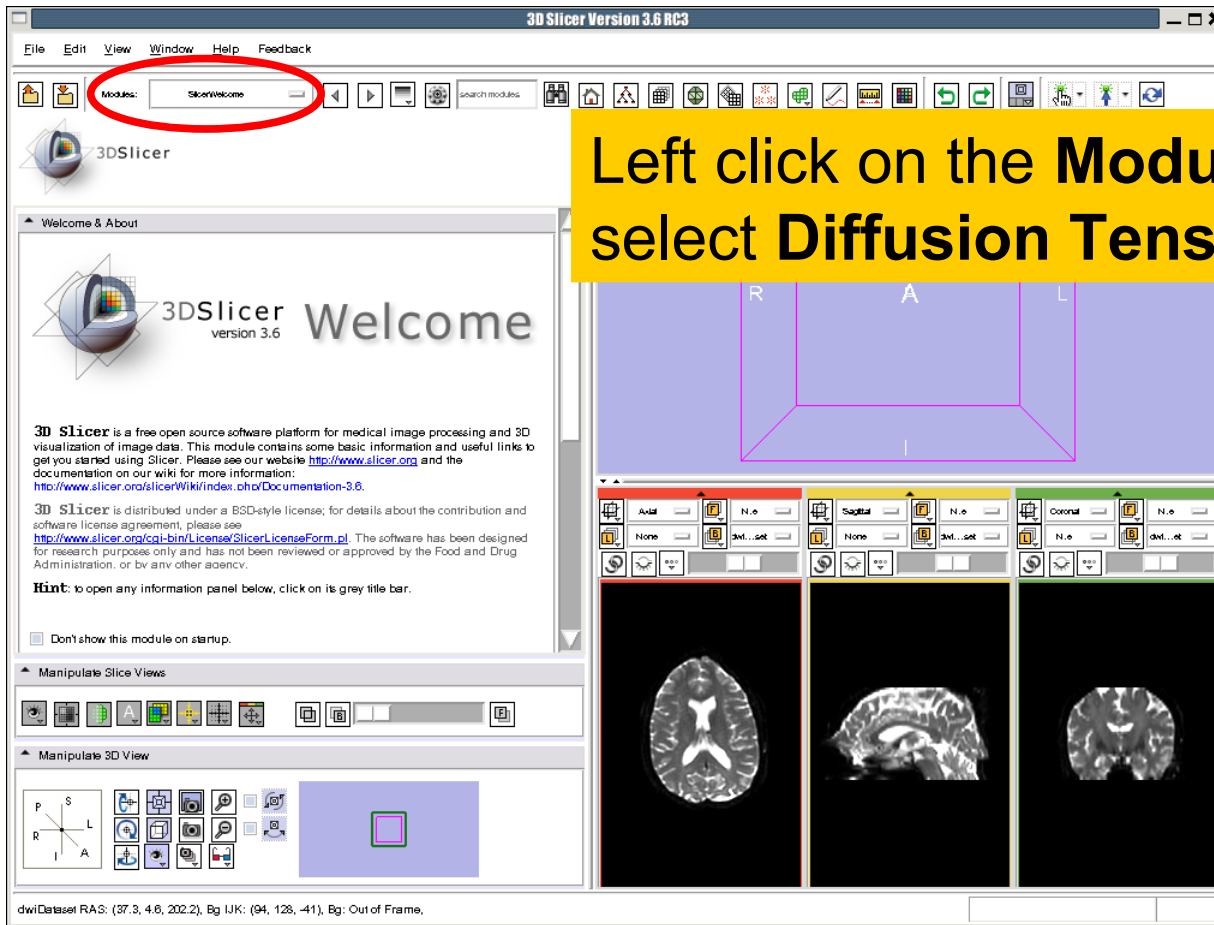 3D Slicer Version 3.6 RC3
File Edit View Window Help Feedback
Modules: SlicerWelcome search modules
3DSlicer
Left click on the Modu
select Diffusion Tens
Welcome & About
3DSlicer
version 3.6
Welcome
3D Slicer is a free open source software platform for medical image processing and 3D
visualization of image data. This module contains some basic information and useful links to
get you started using Slicer. Please see our website http://www.slicer.org and the
documentation on our wiki for more information:
http://www.slicer.org/slicerWiki/index.php/Documentation-3.6.
3D Slicer is distributed under a BSD-style license; for details about the contribution and
software license agreement, please see
http://www.slicer.org/cgi-bin/License/SlicerLicenseForm.pl. The software has been designed
for research purposes only and has not been reviewed or approved by the Food and Drug
Administration, or by any other agency.
Hint: to open any information panel below, click on its grey title bar.
Don't show this module on startup.
R A L
I
Axial F N.e
L None B dwi...set
Sagittal F N.e
L None B dwi...set
Coronal F N.e
L N.e B dwi...et
Manipulate Slice Views
A B F
Manipulate 3D View
P S
R L
I A
dwiDataset RAS: (37.3, 4.6, 202.2), Bg IJK: (94, 128, -41), Bg: Out of Frame,